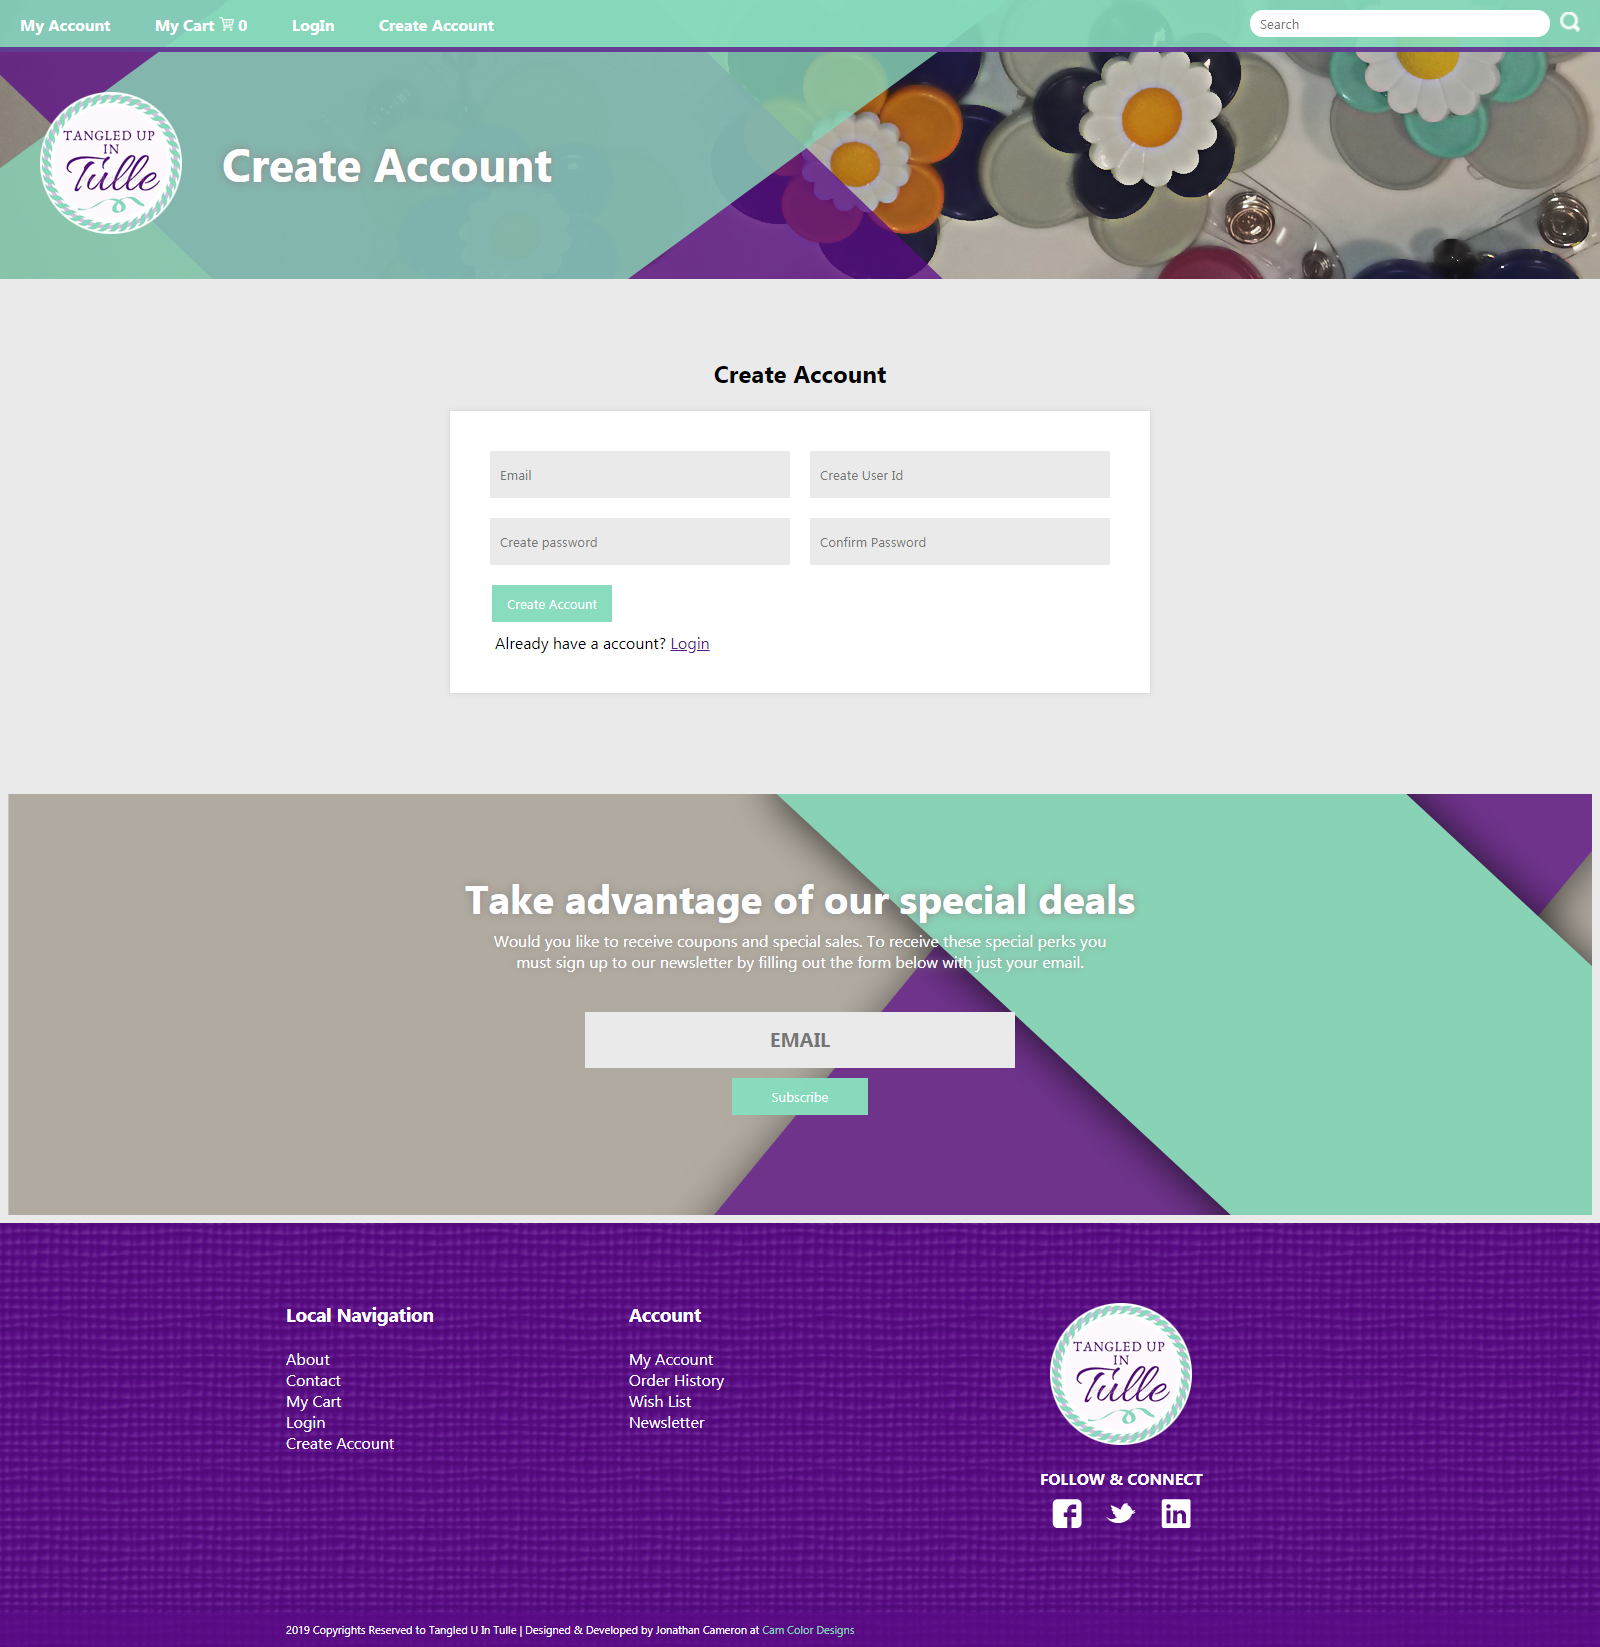 My Account My Cart 0 LogIn Create Account Search
TANGLED UP
IN
Tulle
Create Account
Create Account
Email Create User Id
Create password Confirm Password
Create Account
Already have a account? Login
Take advantage of our special deals
Would you like to receive coupons and special sales. To receive these special perks you
must sign up to our newsletter by filling out the form below with just your email.
EMAIL
Subscribe
Local Navigation
About
Contact
My Cart
Login
Create Account
Account
My Account
Order History
Wish List
Newsletter
TANGLED UP
IN
Tulle
FOLLOW & CONNECT
2019 Copyrights Reserved to Tangled U In Tulle | Designed & Developed by Jonathan Cameron at Cam Color Designs